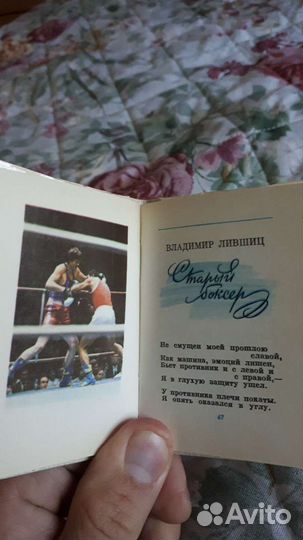 ВЛАДИМИР ЛИВШИЦ
Старый
боксер
Не смущен моей прошлою
славой,
Как машина, эмоций лишен,
Бьет противник и с левой и
с правой,—
Я в глухую защиту ушел.
У противника плечи покаты.
Я опять оказался в углу.
67
Avito